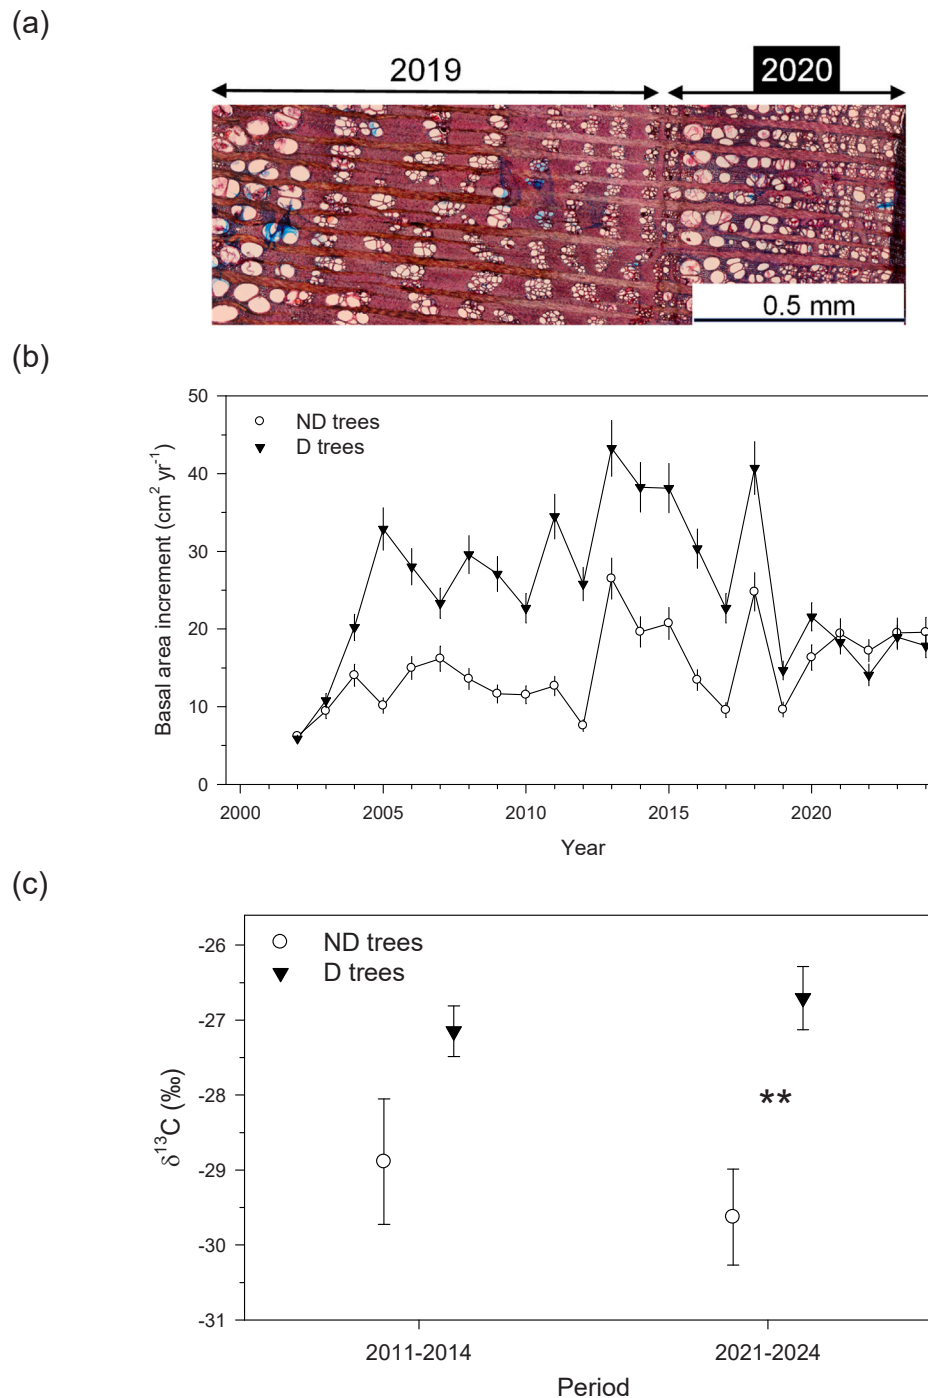 (a)
2019
2020
0.5 mm
(b)
50
40
30
20
10
0
Basal area increment (cm² yr⁻¹)
ND trees
D trees
2000 2005 2010 2015 2020
Year
(c)
-26
-27
-28
-29
-30
-31
δ¹³C (‰)
ND trees
D trees
**
2011-2014 2021-2024
Period